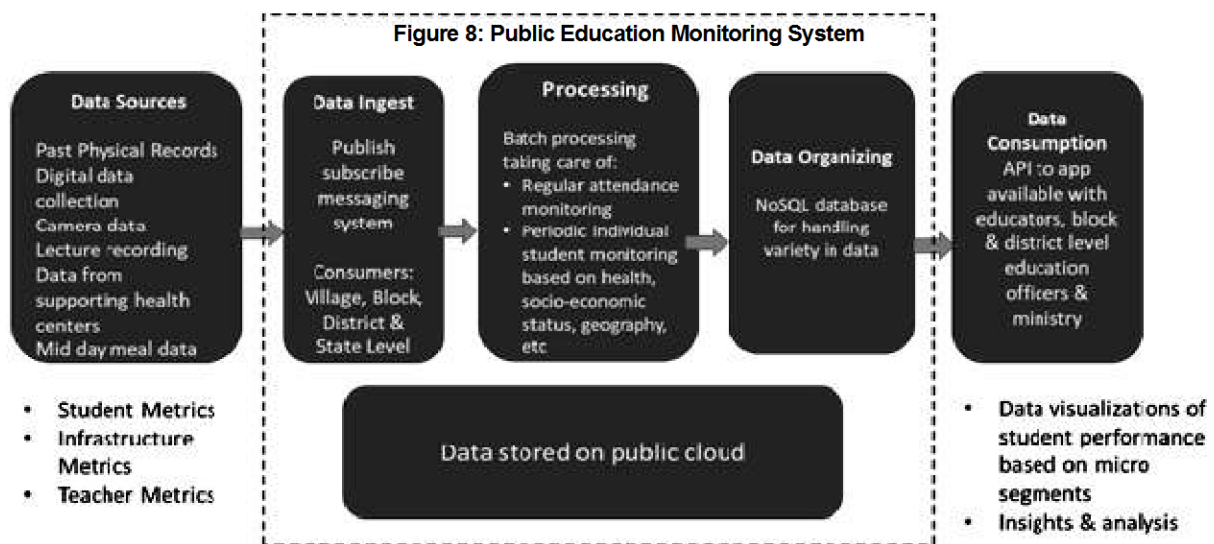 Figure 8: Public Education Monitoring System
Data Sources
Past Physical Records
Digital data
collection
Camera data
Lecture recording
Data from
supporting health
centers
Mid day meal data
• Student Metrics
• Infrastructure
Metrics
• Teacher Metrics
Data Ingest
Publish
subscribe
messaging
system
Consumers:
Village, Block,
District &
State Level
Processing
Batch processing
taking care of:
• Regular attendance
monitoring
• Periodic individual
student monitoring
based on health,
socio-economic
status, geography,
etc
Data Organizing
NoSQL database
for handling
variety in data
Data stored on public cloud
Data
Consumption
API to app
available with
educators, block
& district level
education
officers &
ministry
• Data visualizations of
student performance
based on micro
segments
• Insights & analysis